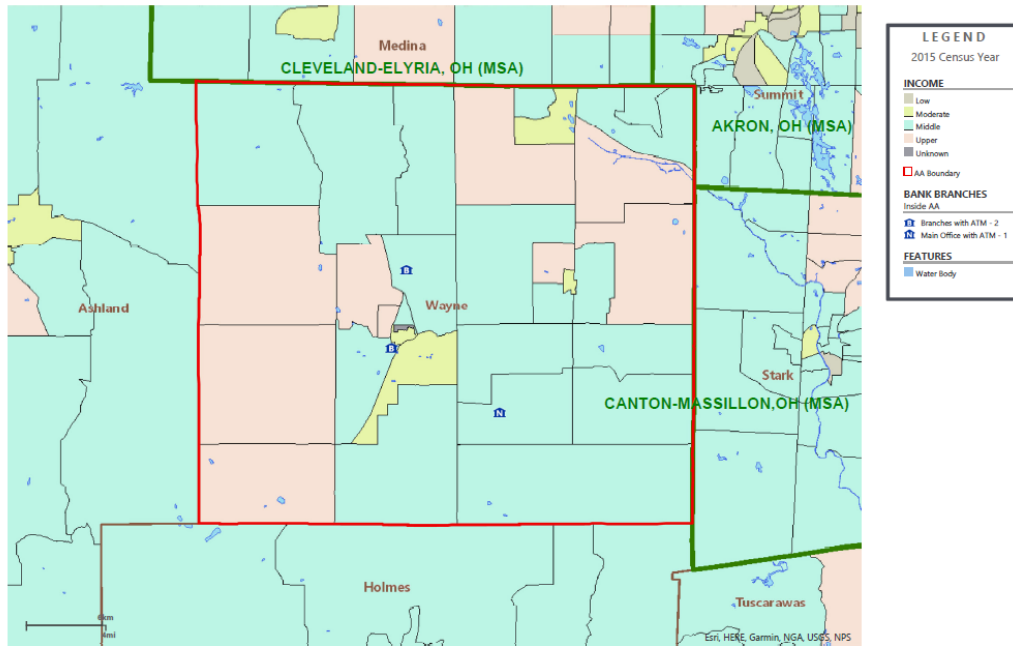 Medina
CLEVELAND-ELYRIA, OH (MSA)
Summit
AKRON, OH (MSA)
Ashland
Wayne
B
B
N
Stark
CANTON-MASSILLON,OH (MSA)
Holmes
Tuscarawas
4mi
Esri, HERE, Garmin, NGA, USGS, NPS
LEGEND
2015 Census Year
INCOME
Low
Moderate
Middle
Upper
Unknown
AA Boundary
BANK BRANCHES
Inside AA
B Branches with ATM - 2
N Main Office with ATM - 1
FEATURES
Water Body